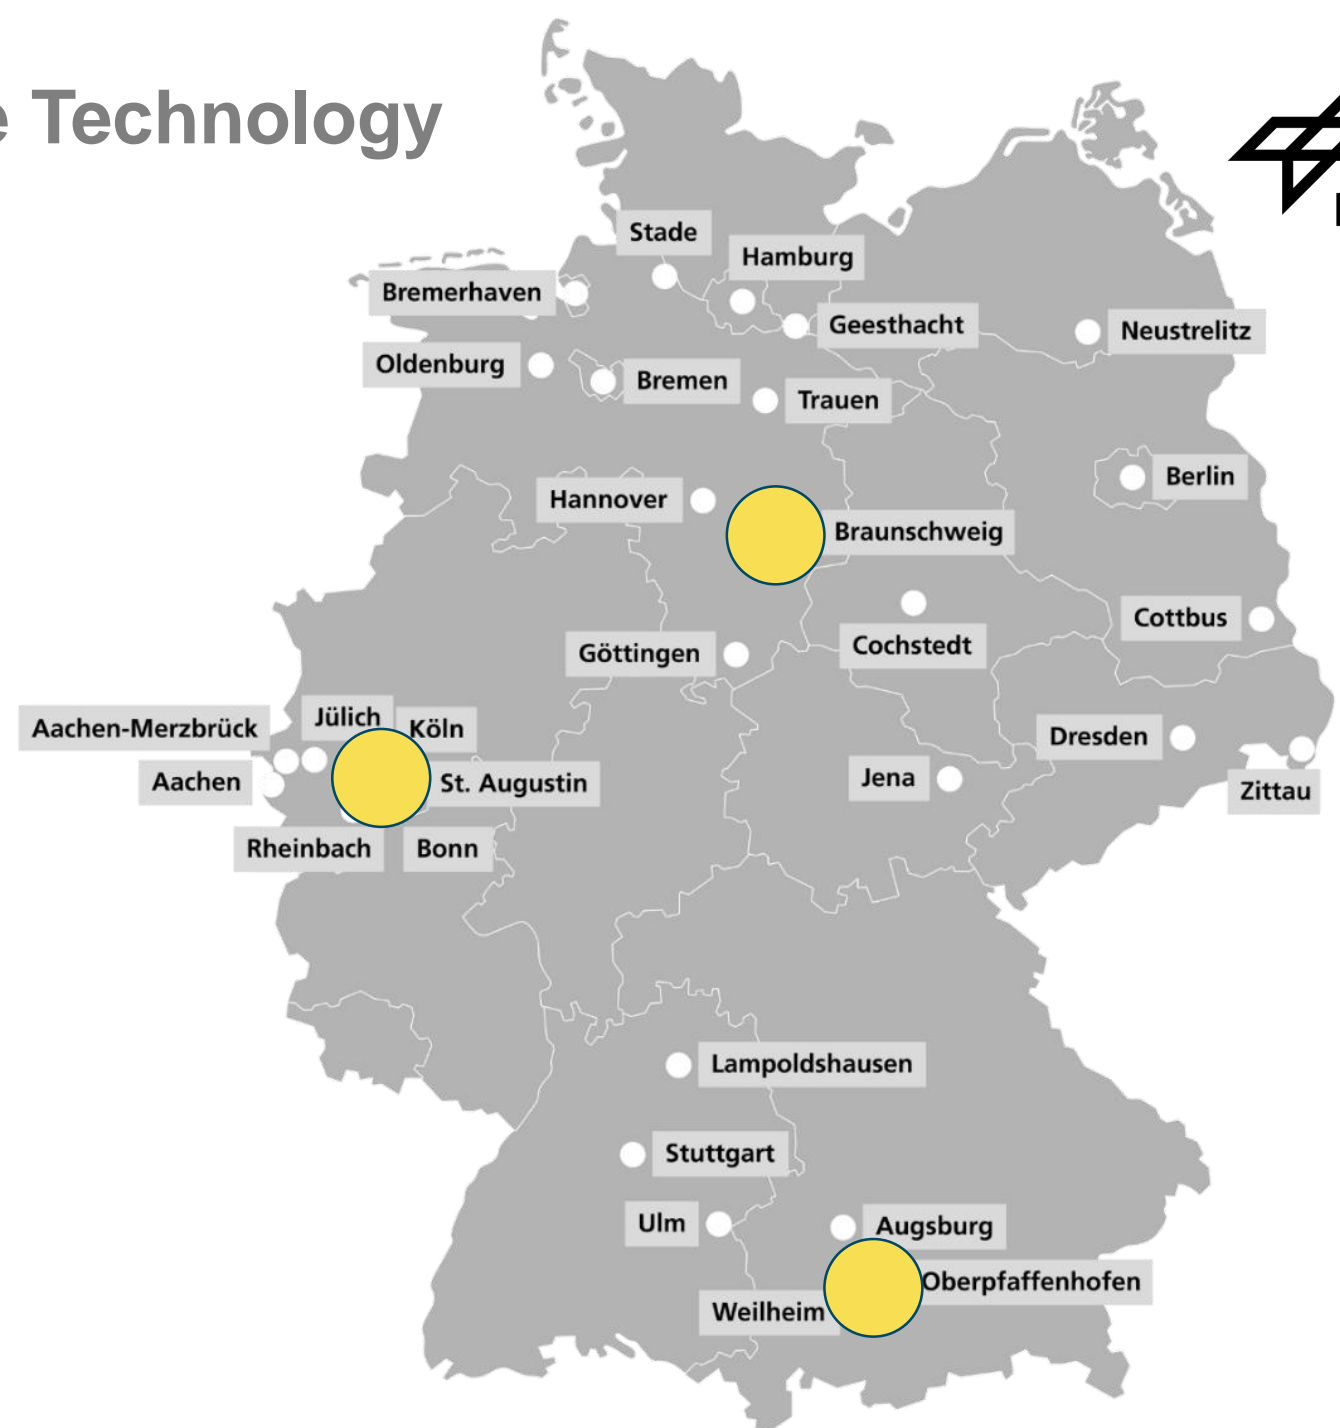 e Technology
Stade
Hamburg
Bremerhaven
Geesthacht
Neustrelitz
Oldenburg
Bremen
Trauen
Berlin
Hannover
Braunschweig
Cottbus
Cochstedt
Göttingen
Jülich
Köln
Aachen-Merzbrück
Dresden
Jena
Aachen
St. Augustin
Zittau
Rheinbach
Bonn
Lampoldshausen
Stuttgart
Ulm
Augsburg
Oberpfaffenhofen
Weilheim